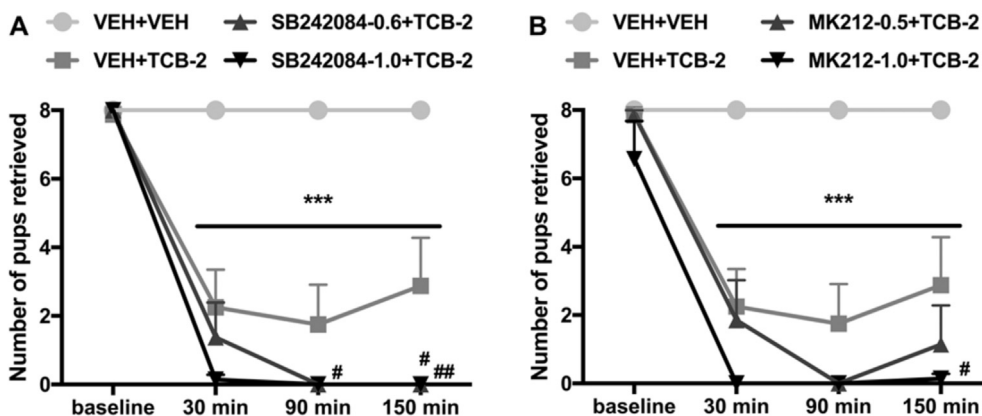 A
VEH+VEH
SB242084-0.6+TCB-2
VEH+TCB-2
SB242084-1.0+TCB-2
Number of pups retrieved
8
6
4
2
0
***
#
#
##
baseline 30 min 90 min 150 min
B
VEH+VEH
MK212-0.5+TCB-2
VEH+TCB-2
MK212-1.0+TCB-2
Number of pups retrieved
8
6
4
2
0
***
#
baseline 30 min 90 min 150 min